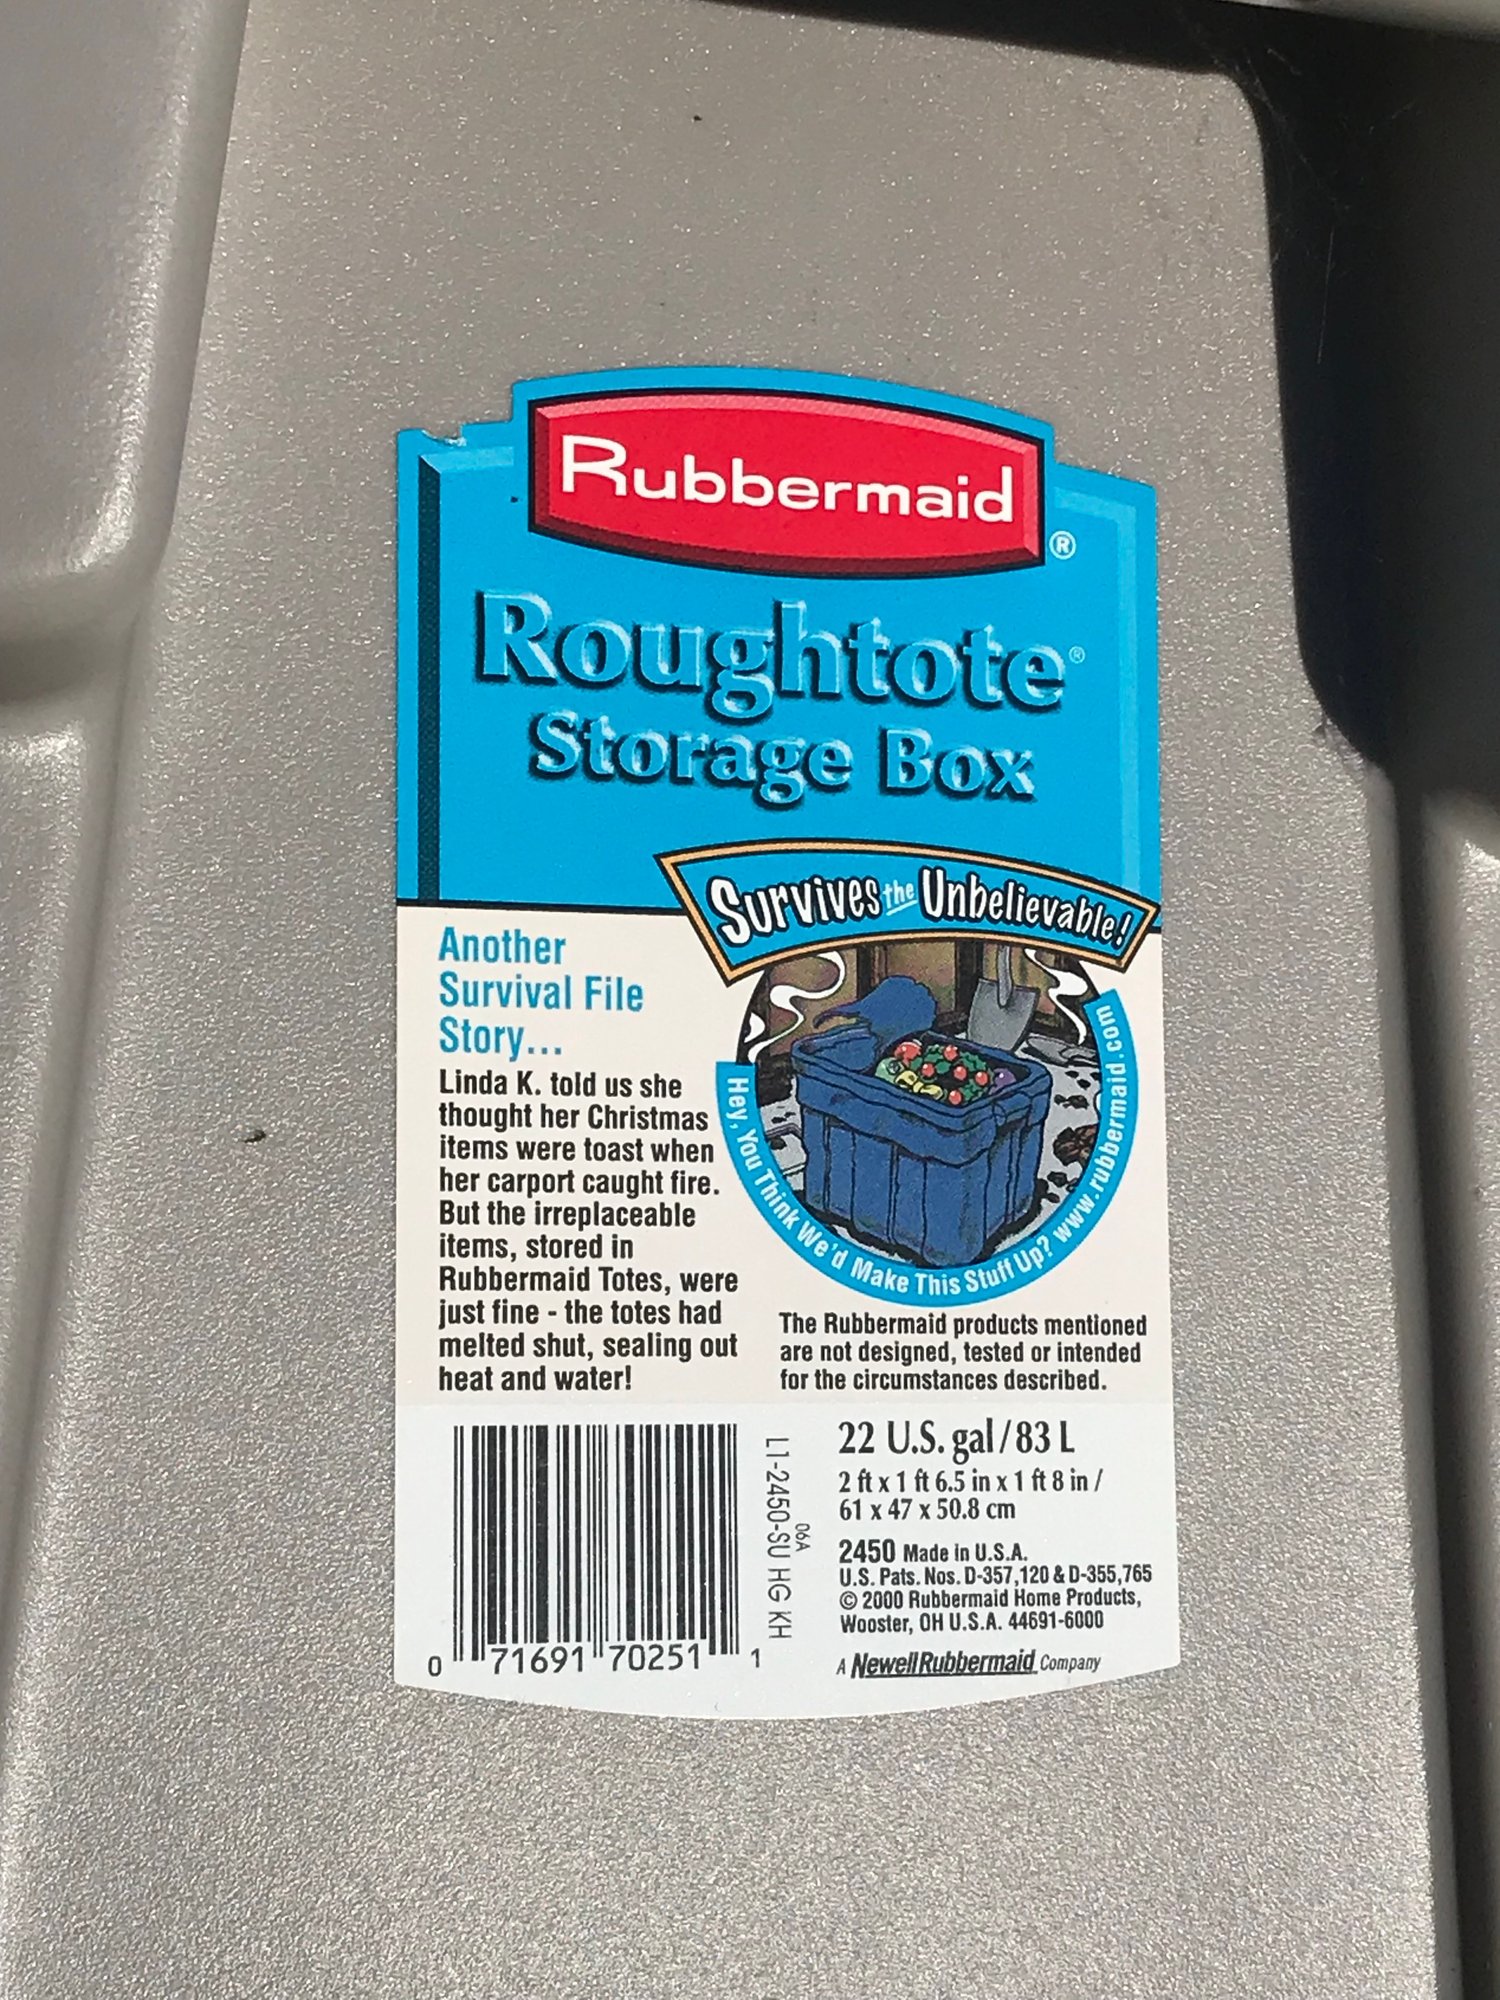 Rubbermaid
®
Roughtote®
Storage Box
Survives the Unbelievable!
Another
Survival File
Story...
Linda K. told us she
thought her Christmas
items were toast when
her carport caught fire.
But the irreplaceable
items, stored in
Rubbermaid Totes, were
just fine - the totes had
melted shut, sealing out
heat and water!
Hey, You Think We'd Make This Stuff Up? www.rubbermaid.com
The Rubbermaid products mentioned
are not designed, tested or intended
for the circumstances described.
0 71691 70251 1
L1-2450-SU HG KH
06A
22 U.S. gal/83 L
2 ft x 1 ft 6.5 in x 1 ft 8 in /
61 x 47 x 50.8 cm
2450 Made in U.S.A.
U.S. Pats. Nos. D-357,120 & D-355,765
© 2000 Rubbermaid Home Products,
Wooster, OH U.S.A. 44691-6000
A Newell Rubbermaid Company